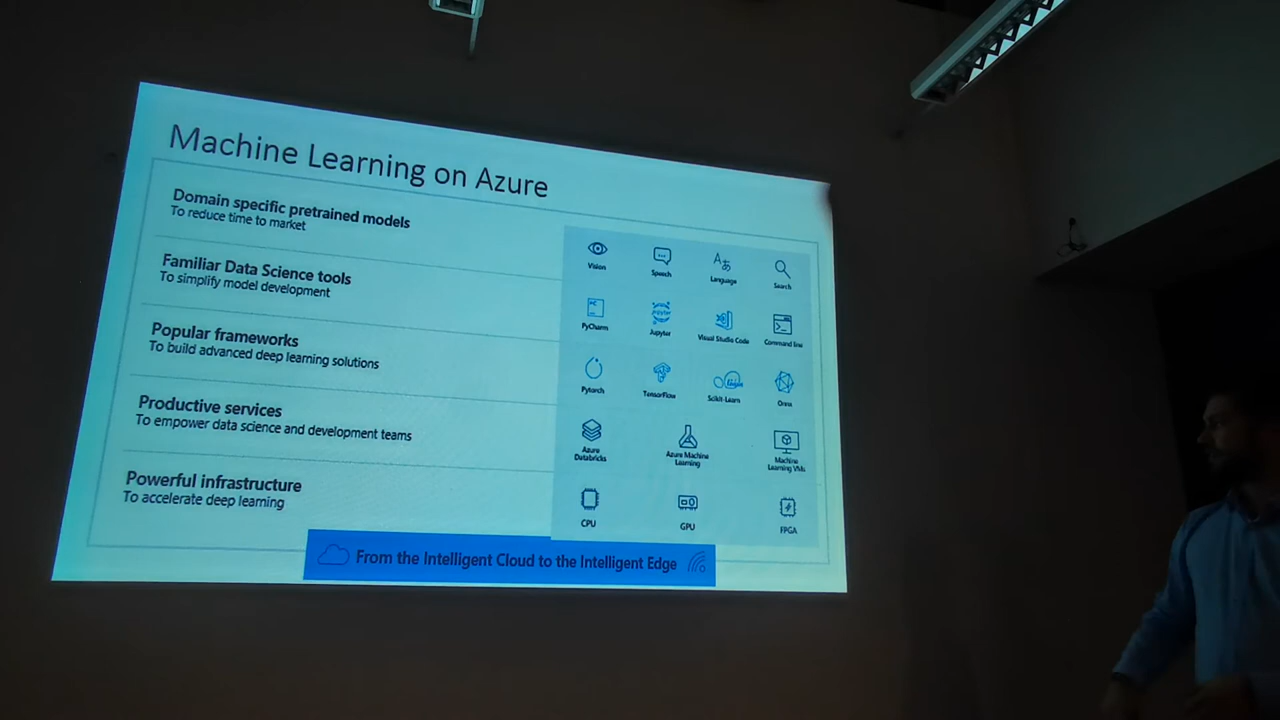 Machine Learning on Azure
Domain specific pretrained models
To reduce time to market
Vision
Speech
Language
Search
Familiar Data Science tools
To simplify model development
PyCharm
Jupyter
Visual Studio Code
Command line
Popular frameworks
To build advanced deep learning solutions
Pytorch
TensorFlow
Scikit-Learn
Onnx
Productive services
To empower data science and development teams
Azure
Databricks
Azure Machine
Learning
Machine
Learning VMs
Powerful infrastructure
To accelerate deep learning
CPU
GPU
FPGA
From the Intelligent Cloud to the Intelligent Edge